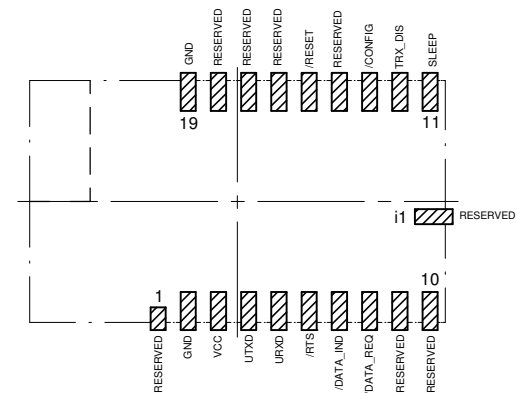 GND
RESERVED
RESERVED
RESERVED
/RESET
RESERVED
/CONFIG
TRX_DIS
SLEEP
19
11
i1
RESERVED
1
10
RESERVED
GND
VCC
UTXD
URXD
/RTS
/DATA_IND
/DATA_REQ
RESERVED
RESERVED